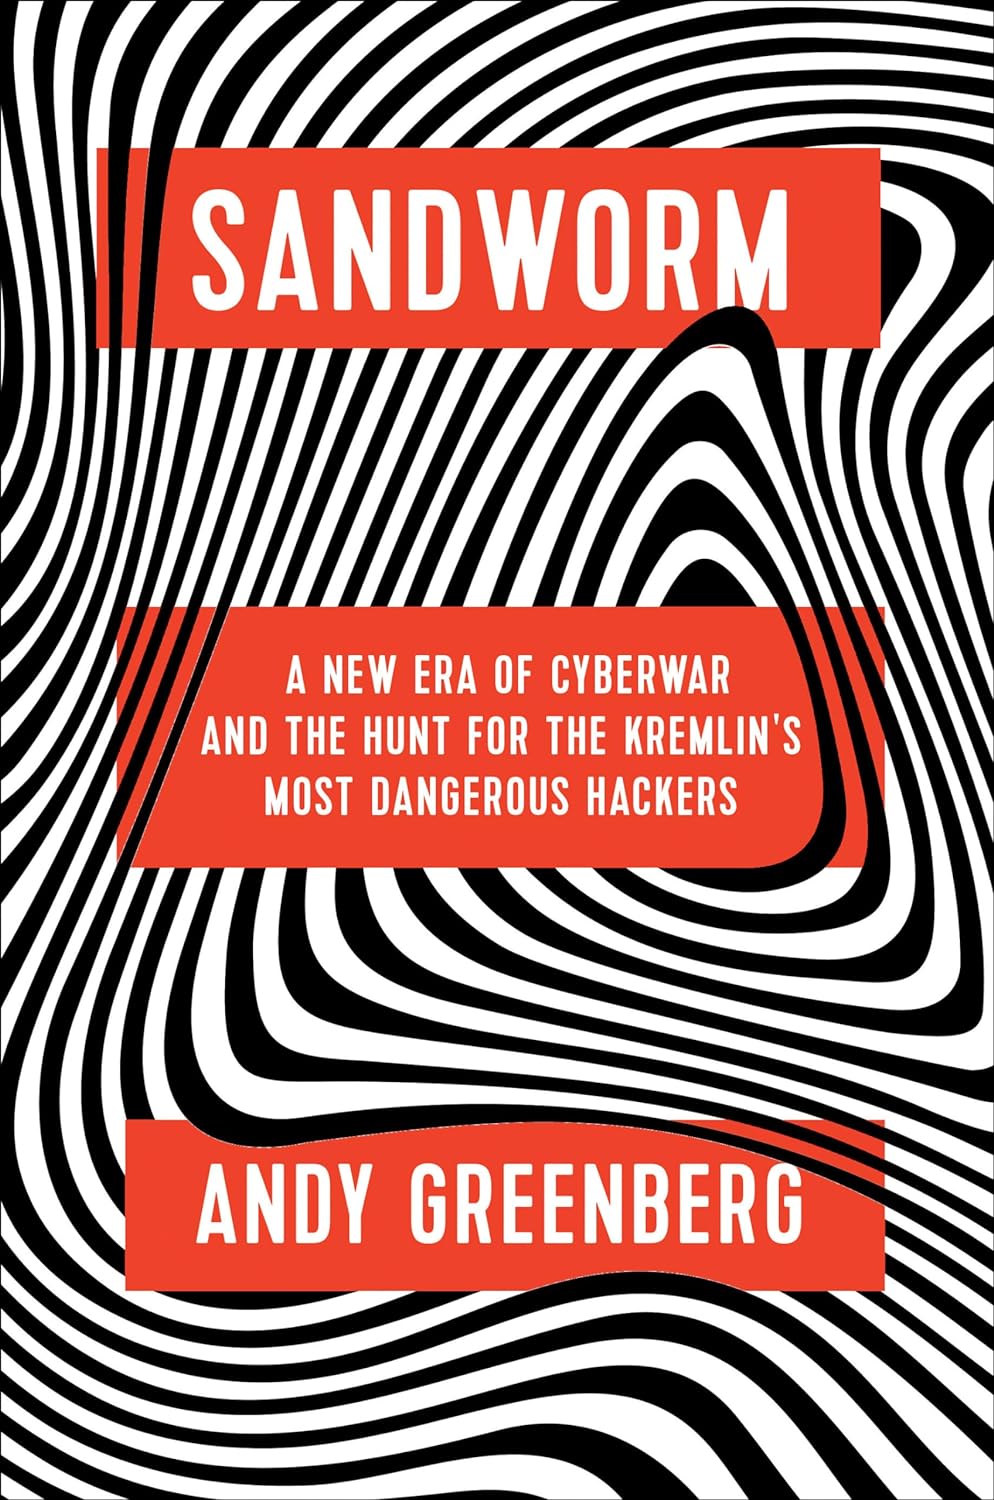 SANDWORM
A NEW ERA OF CYBERWAR
AND THE HUNT FOR THE KREMLIN'S
MOST DANGEROUS HACKERS
ANDY GREENBERG